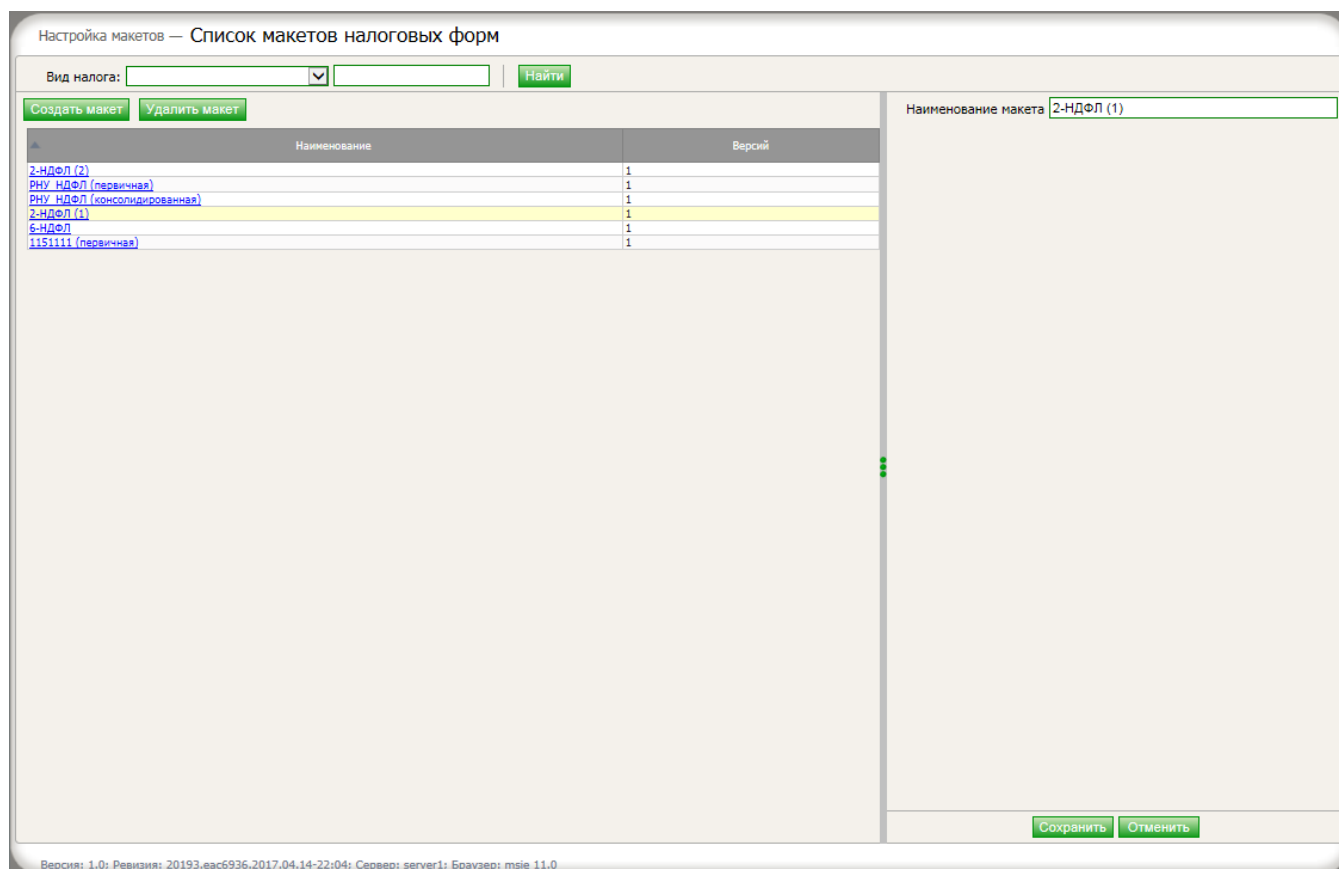 Настройка макетов — Список макетов налоговых форм
Вид налога: Найти
Создать макет Удалить макет
Наименование макета 2-НДФЛ (1)
Наименование Версий
2-НДФЛ (2) 1
РНУ_НДФЛ (первичная) 1
РНУ_НДФЛ (консолидированная) 1
2-НДФЛ (1) 1
6-НДФЛ 1
1151111 (первичная) 1
Сохранить Отменить
Версия: 1.0; Ревизия: 20193.eac6936.2017.04.14-22:04; Сервер: server1; Браузер: msie 11.0